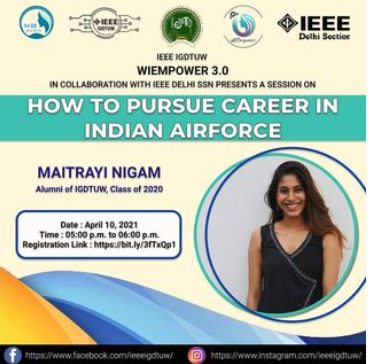 IEEE
IGDTUW
IEEE
Delhi Section
IEEE IGDTUW
WIEMPOWER 3.0
IN COLLABORATION WITH IEEE DELHI SSN PRESENTS A SESSION ON
HOW TO PURSUE CAREER IN
INDIAN AIRFORCE
MAITRAYI NIGAM
Alumni of IGDTUW, Class of 2020
Date : April 10, 2021
Time : 05:00 p.m. to 06:00 p.m.
Registration Link : https://bit.ly/3fTxQp1
https://www.facebook.com/ieeeigdtuw/
https://www.instagram.com/ieeeigdtuw/